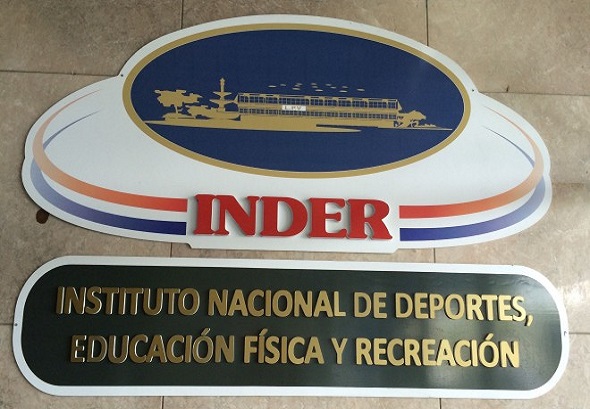 L P V
INDER
INSTITUTO NACIONAL DE DEPORTES,
EDUCACIÓN FÍSICA Y RECREACIÓN